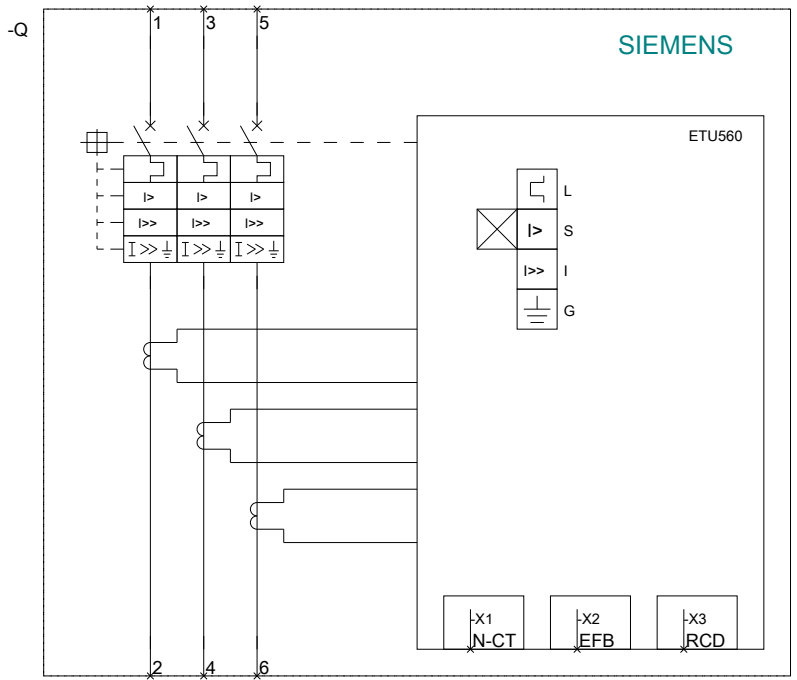 1 3 5
-Q
SIEMENS
ETU560
L
I> I> I> I> S
I>> I>> I>> I>> I
I>> I>> I>>
G
-X1 -X2 -X3
N-CT EFB RCD
2 4 6